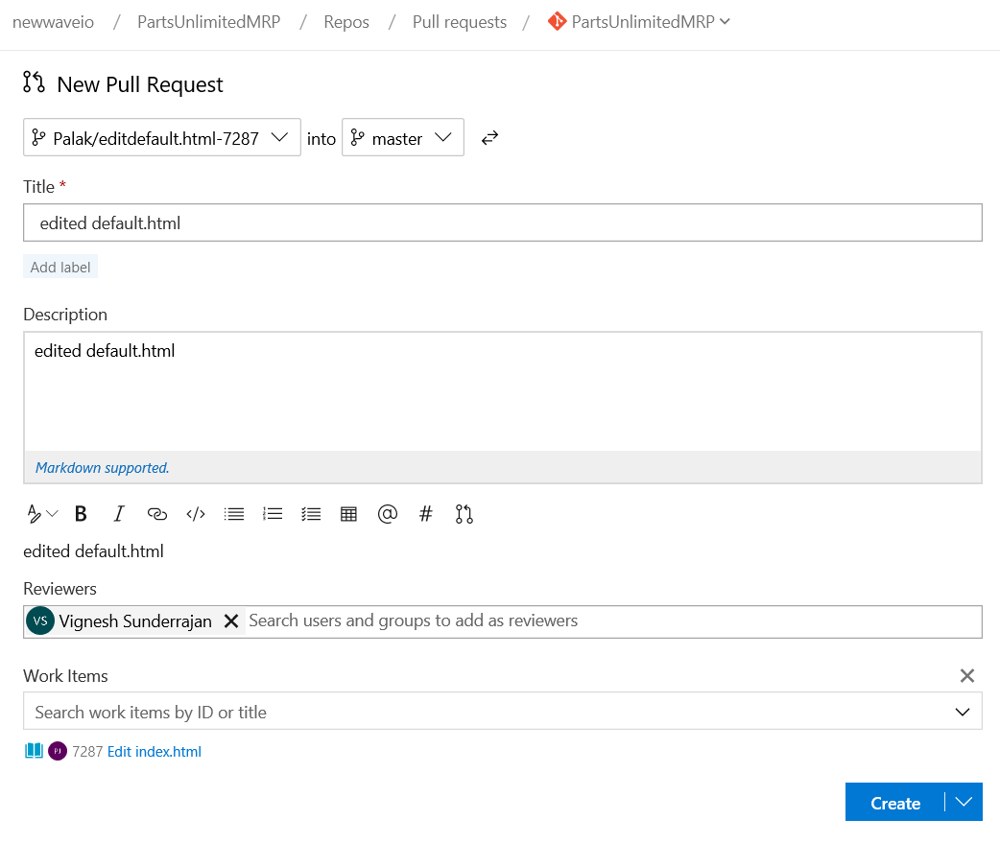 newwaveio / PartsUnlimitedMRP / Repos / Pull requests / PartsUnlimitedMRP
New Pull Request
Palak/editdefault.html-7287 into master
Title *
edited default.html
Add label
Description
edited default.html
Markdown supported.
B I </> @ #
edited default.html
Reviewers
VS Vignesh Sunderrajan Search users and groups to add as reviewers
Work Items
Search work items by ID or title
PJ 7287 Edit index.html
Create